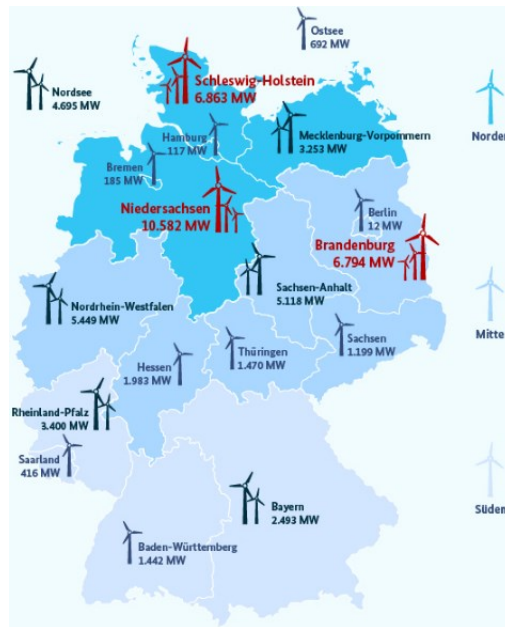 Ostsee
692 MW
Nordsee
4.695 MW
Schleswig-Holstein
6.863 MW
Hamburg
117 MW
Mecklenburg-Vorpommern
3.253 MW
Norden
Bremen
185 MW
Niedersachsen
10.582 MW
Berlin
12 MW
Brandenburg
6.794 MW
Sachsen-Anhalt
5.118 MW
Nordrhein-Westfalen
5.449 MW
Mitte
Sachsen
1.199 MW
Thüringen
1.470 MW
Hessen
1.983 MW
Rheinland-Pfalz
3.400 MW
Saarland
416 MW
Bayern
2.493 MW
Süden
Baden-Württemberg
1.442 MW